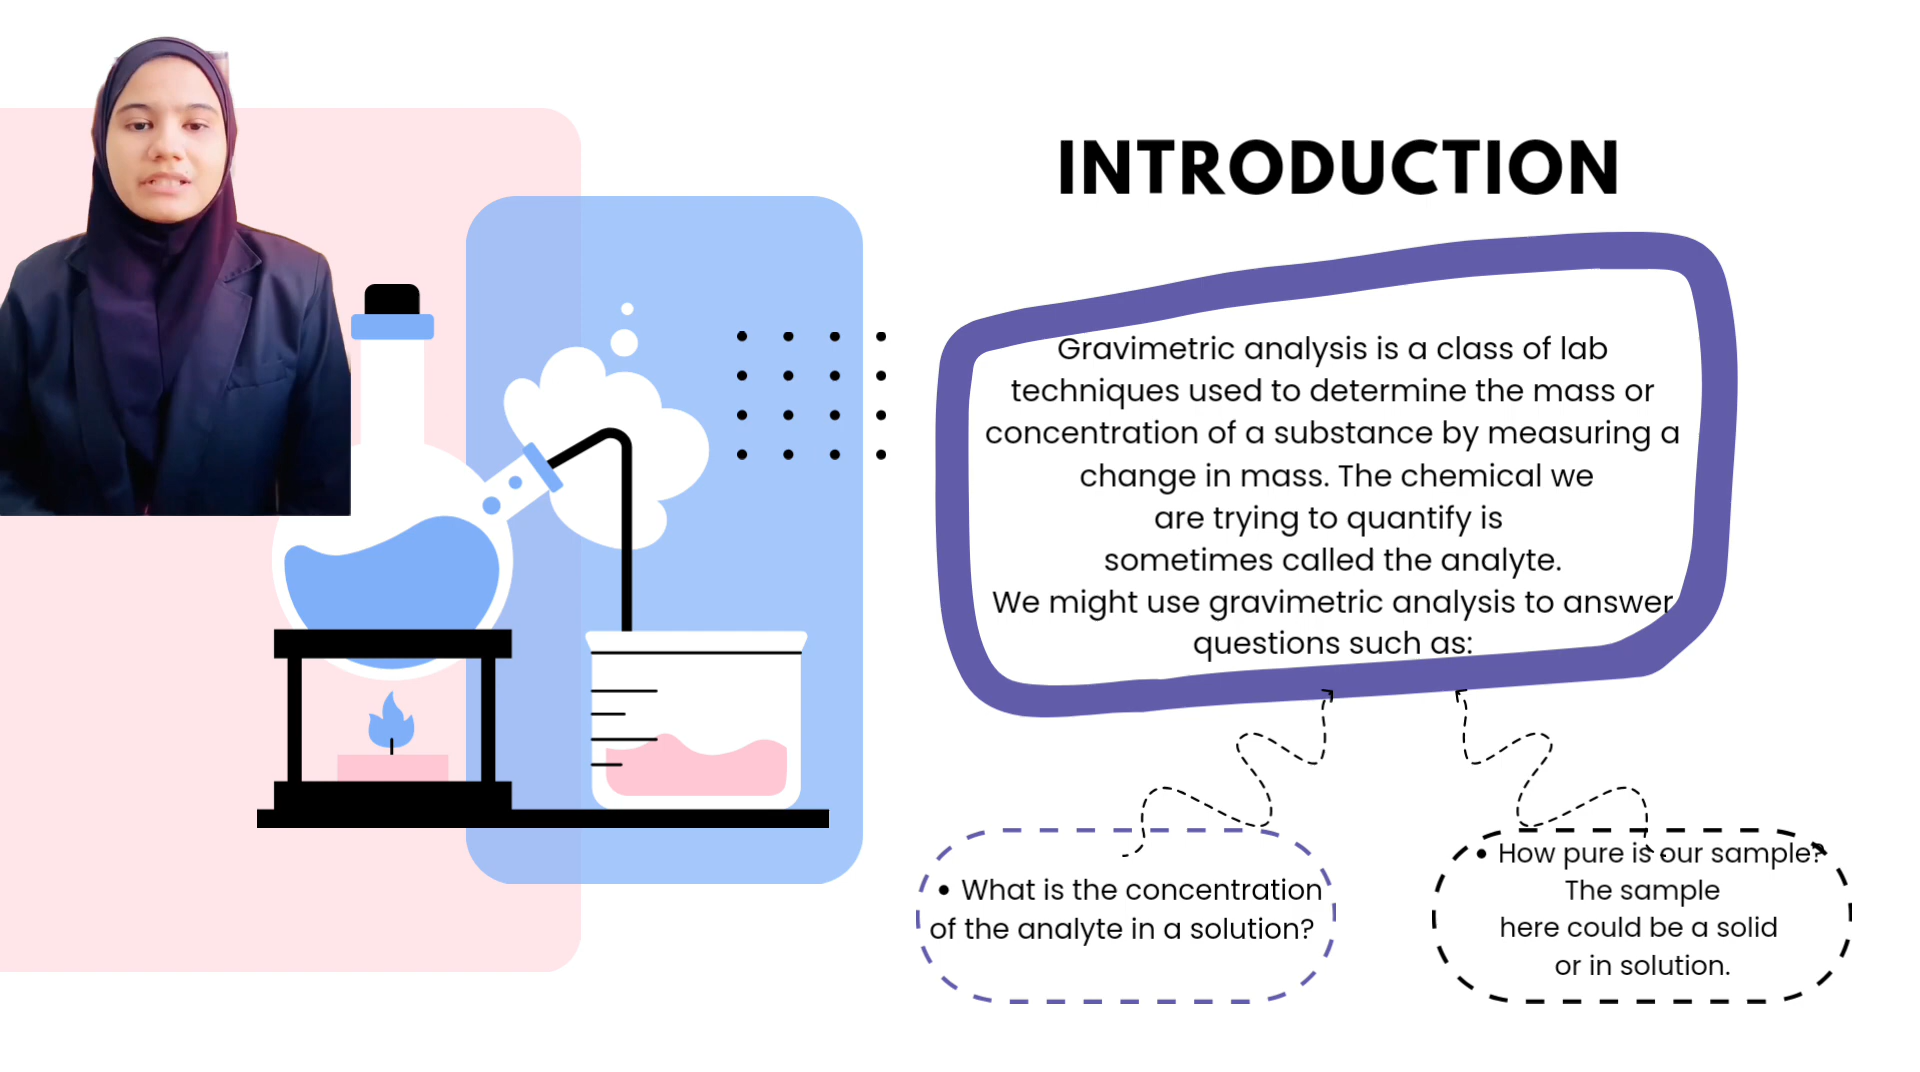 INTRODUCTION
Gravimetric analysis is a class of lab
techniques used to determine the mass or
concentration of a substance by measuring a
change in mass. The chemical we
are trying to quantify is
sometimes called the analyte.
We might use gravimetric analysis to answer
questions such as:
• What is the concentration
of the analyte in a solution?
• How pure is our sample?
The sample
here could be a solid
or in solution.